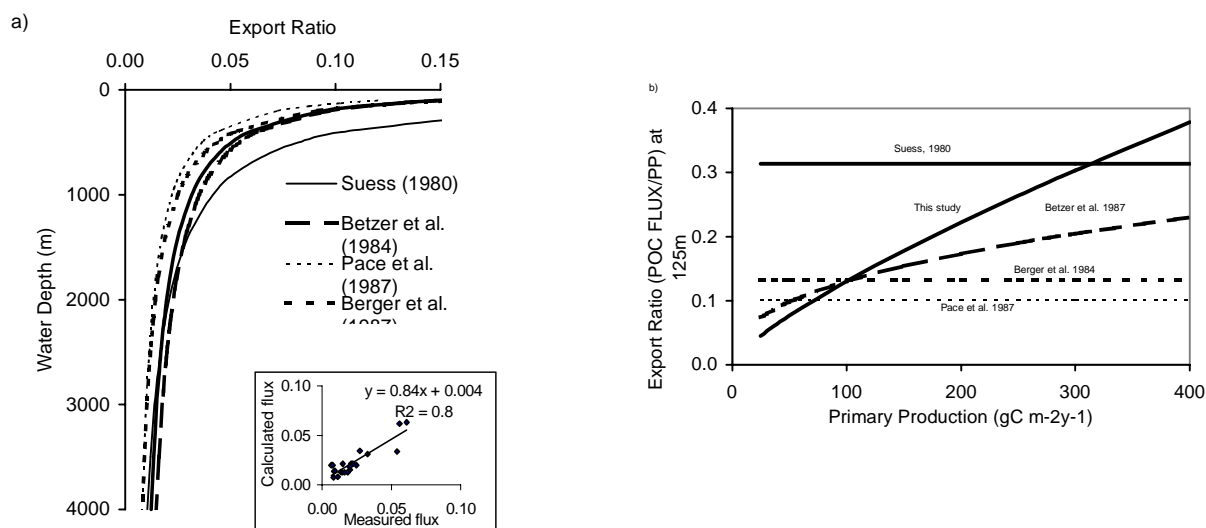 a)
Export Ratio
0.00 0.05 0.10 0.15
0
1000
2000
3000
4000
Water Depth (m)
Suess (1980)
Betzer et al.
(1984)
Pace et al.
(1987)
Berger et al.
(1987)
0.10
0.05
0.00
Calculated flux
y = 0.84x + 0.004
R2 = 0.8
0.00 0.05 0.10
Measured flux
b)
Export Ratio (POC FLUX/PP) at
125m
0.4
0.3
0.2
0.1
0.0
Suess, 1980
This study
Betzer et al. 1987
Berger et al. 1984
Pace et al. 1987
0 100 200 300 400
Primary Production (gC m-2y-1)